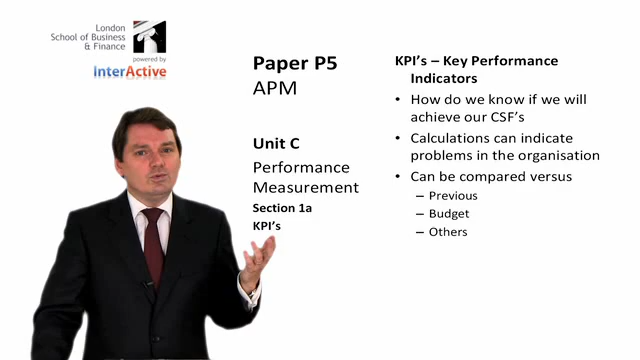 London
School of Business
& Finance
powered by
InterActive
Paper P5
APM
Unit C
Performance
Measurement
Section 1a
KPI's
KPI's – Key Performance
Indicators
• How do we know if we will
achieve our CSF's
• Calculations can indicate
problems in the organisation
• Can be compared versus
– Previous
– Budget
– Others